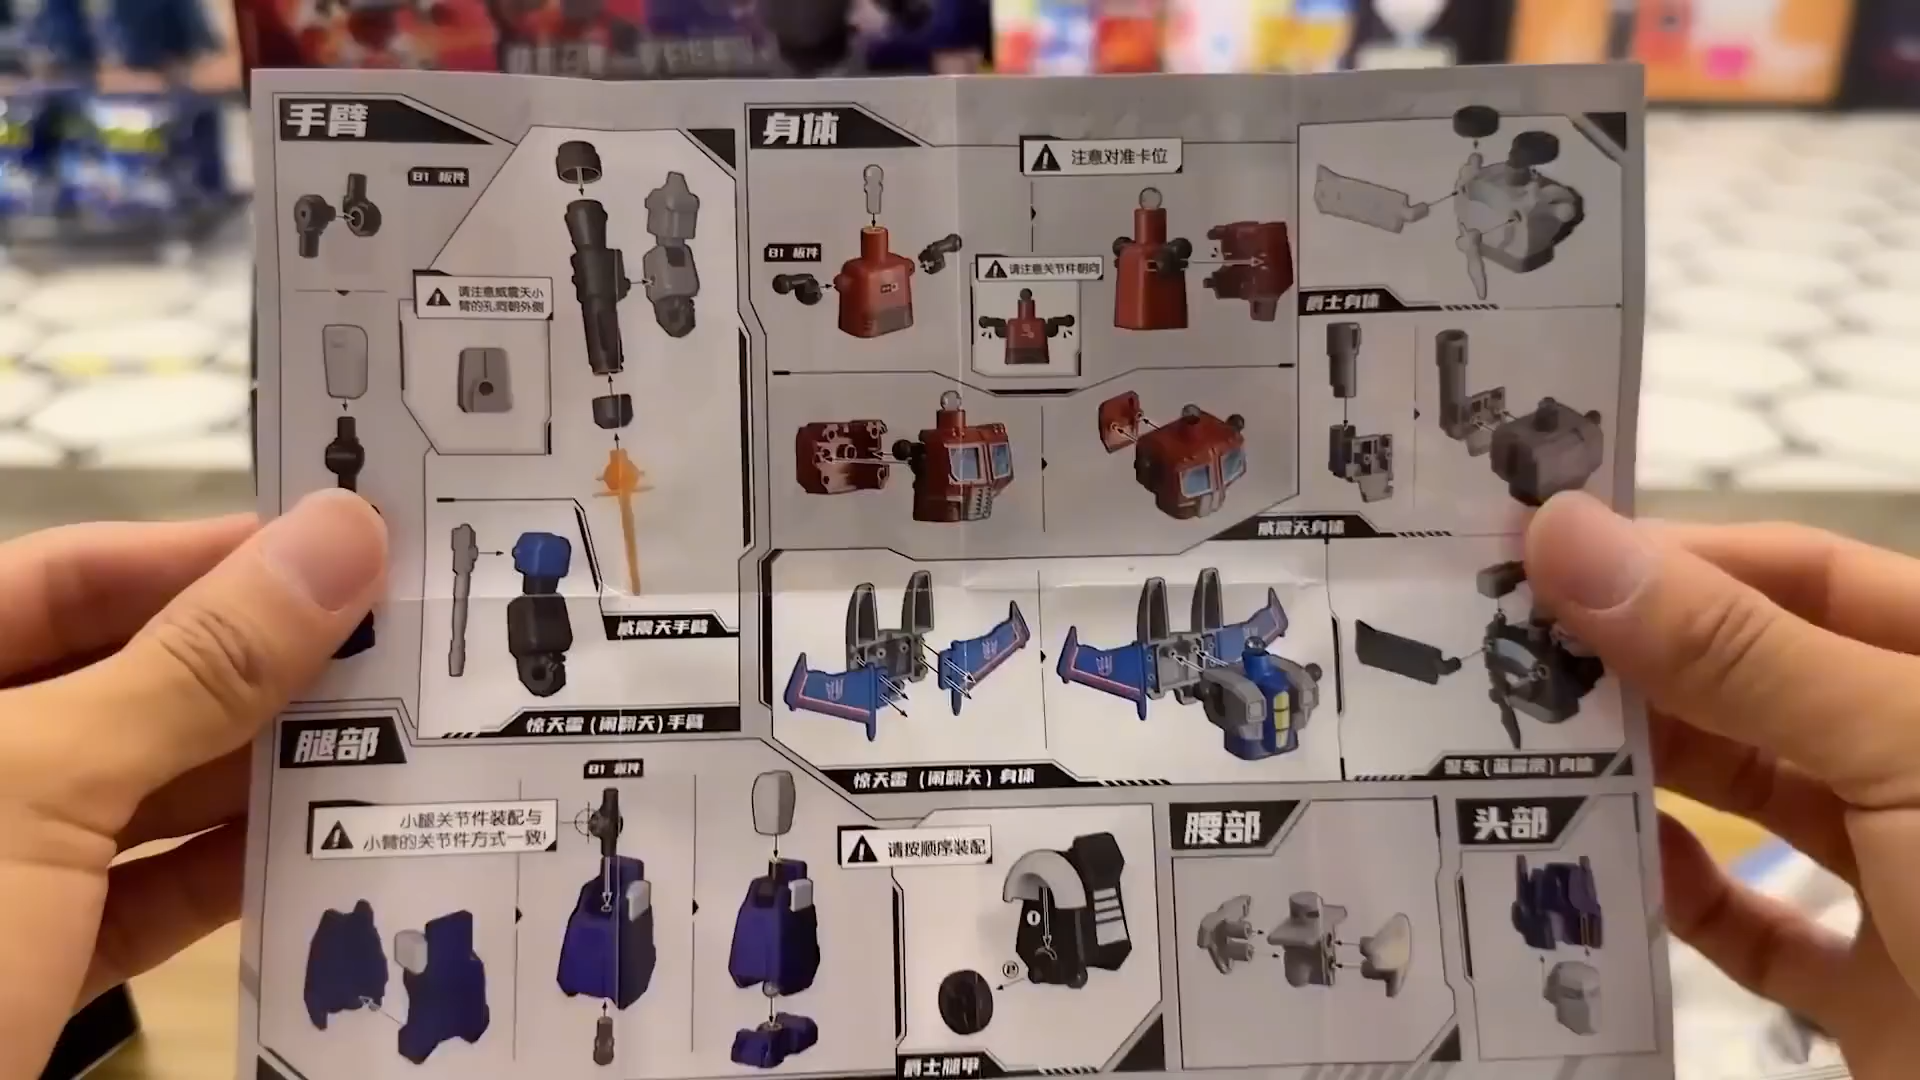 手臂
B1 板件
请注意威震天小
臂的孔洞朝外侧
威震天手臂
惊天雷（闹翻天）手臂
身体
注意对准卡位
B1 板件
请注意关节件朝向
爵士身体
威震天身体
惊天雷（闹翻天）身体
警车（蓝霹雳）身体
腿部
B1 板件
小腿关节件装配与
小臂的关节件方式一致!
请按顺序装配
爵士腿甲
腰部
头部